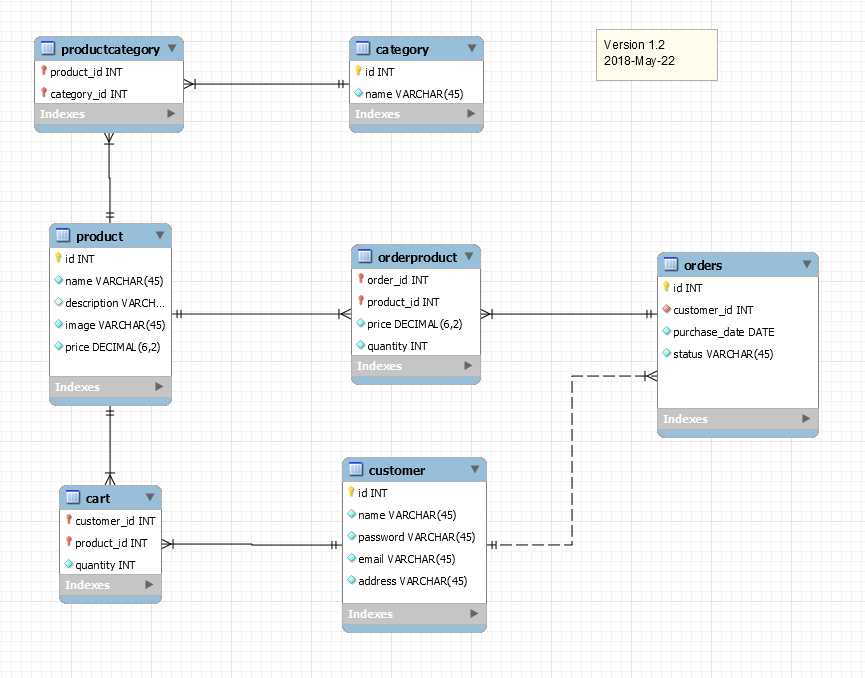 productcategory
product_id INT
category_id INT
Indexes
category
id INT
name VARCHAR(45)
Indexes
Version 1.2
2018-May-22
product
id INT
name VARCHAR(45)
description VARCH...
image VARCHAR(45)
price DECIMAL(6,2)
Indexes
orderproduct
order_id INT
product_id INT
price DECIMAL(6,2)
quantity INT
Indexes
orders
id INT
customer_id INT
purchase_date DATE
status VARCHAR(45)
Indexes
cart
customer_id INT
product_id INT
quantity INT
Indexes
customer
id INT
name VARCHAR(45)
password VARCHAR(45)
email VARCHAR(45)
address VARCHAR(45)
Indexes